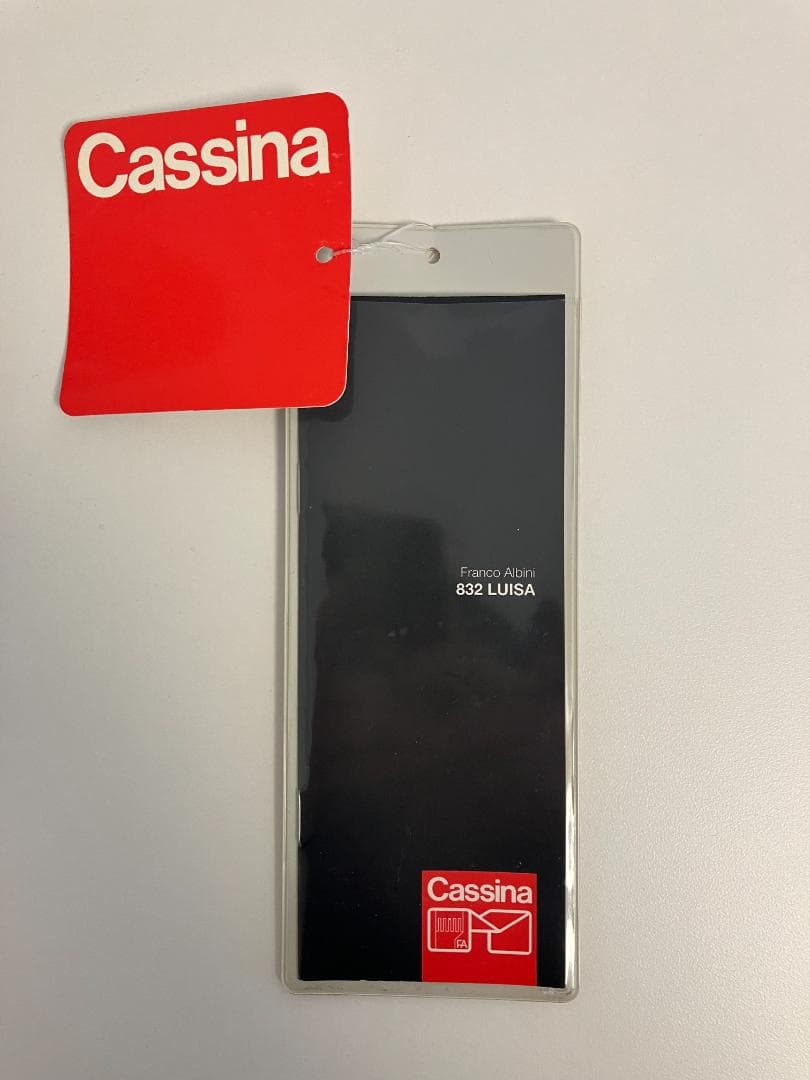 Cassina
Franco Albini
832 LUISA
Cassina
FA